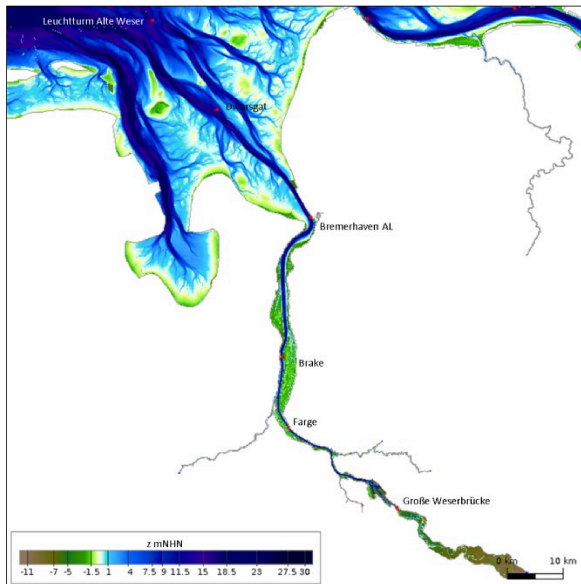 Leuchtturm Alte Weser
Dwarsgat
Bremerhaven AL
Brake
Farge
Große Weserbrücke
z mNHN
-11 -7 -5 -1.5 1 4 7.5 9 11.5 15 18.5 23 27.5 30
0 km 10 km